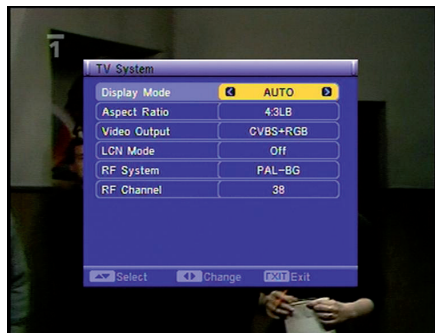 1
TV System
Display Mode AUTO
Aspect Ratio 4:3LB
Video Output CVBS+RGB
LCN Mode Off
RF System PAL-BG
RF Channel 38
Select Change EXIT Exit